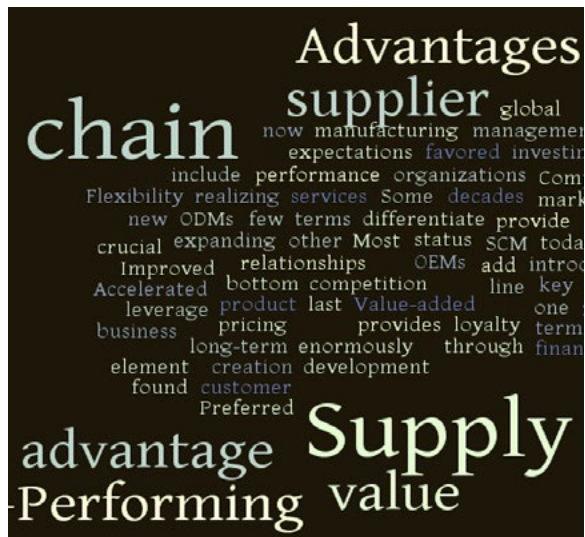 Advantages
supplier global
chain now manufacturing managemen
expectations favored investin
include performance organizations Com
Flexibility realizing services Some decades mark
new ODMs few terms differentiate provide
crucial expanding other Most status SCM toda
Improved relationships OEMs add introd
Accelerated bottom competition line key
leverage product last Value-added one
business pricing provides loyalty term
long-term enormously through finan
element creation development
found customer
Preferred
Supply
advantage
-Performing value